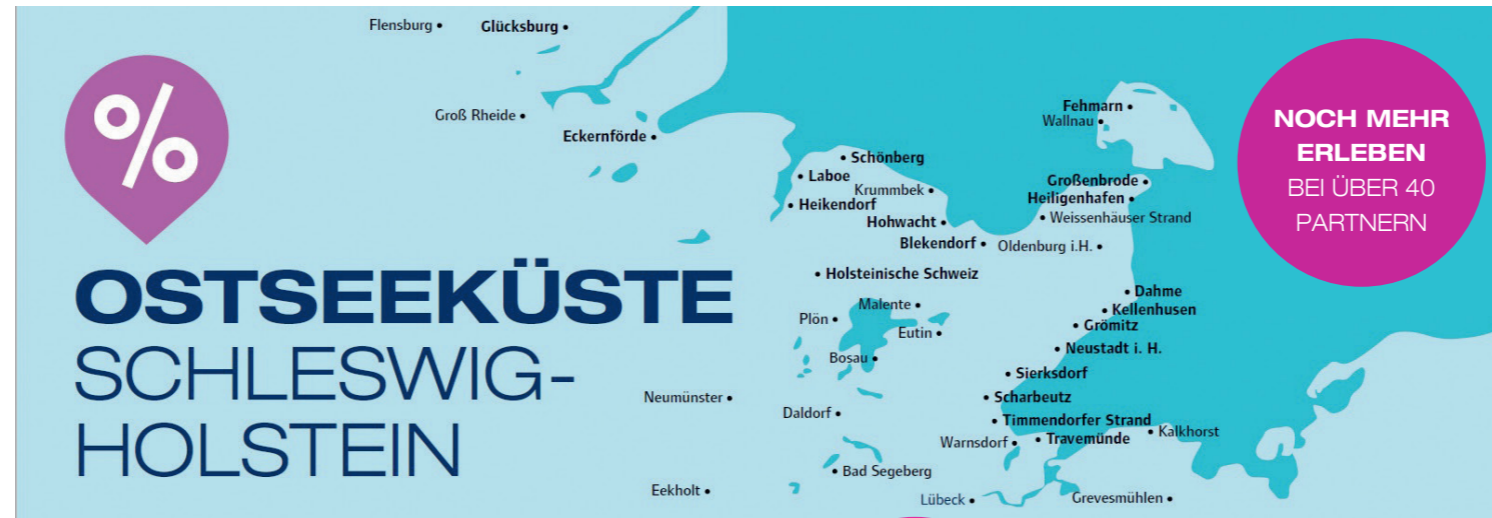 Flensburg
Glücksburg
%
Groß Rheide
Eckernförde
Fehmarn
Wallnau
NOCH MEHR
ERLEBEN
BEI ÜBER 40
PARTNERN
Schönberg
Laboe
Krummbek
Heikendorf
Großenbrode
Heiligenhafen
Weissenhäuser Strand
Hohwacht
Blekendorf
Oldenburg i.H.
OSTSEEKÜSTE
SCHLESWIG-
HOLSTEIN
Holsteinische Schweiz
Malente
Plön
Eutin
Bosau
Dahme
Kellenhusen
Grömitz
Neustadt i. H.
Sierksdorf
Neumünster
Scharbeutz
Daldorf
Timmendorfer Strand
Warnsdorf
Travemünde
Kalkhorst
Bad Segeberg
Eekholt
Lübeck
Grevesmühlen